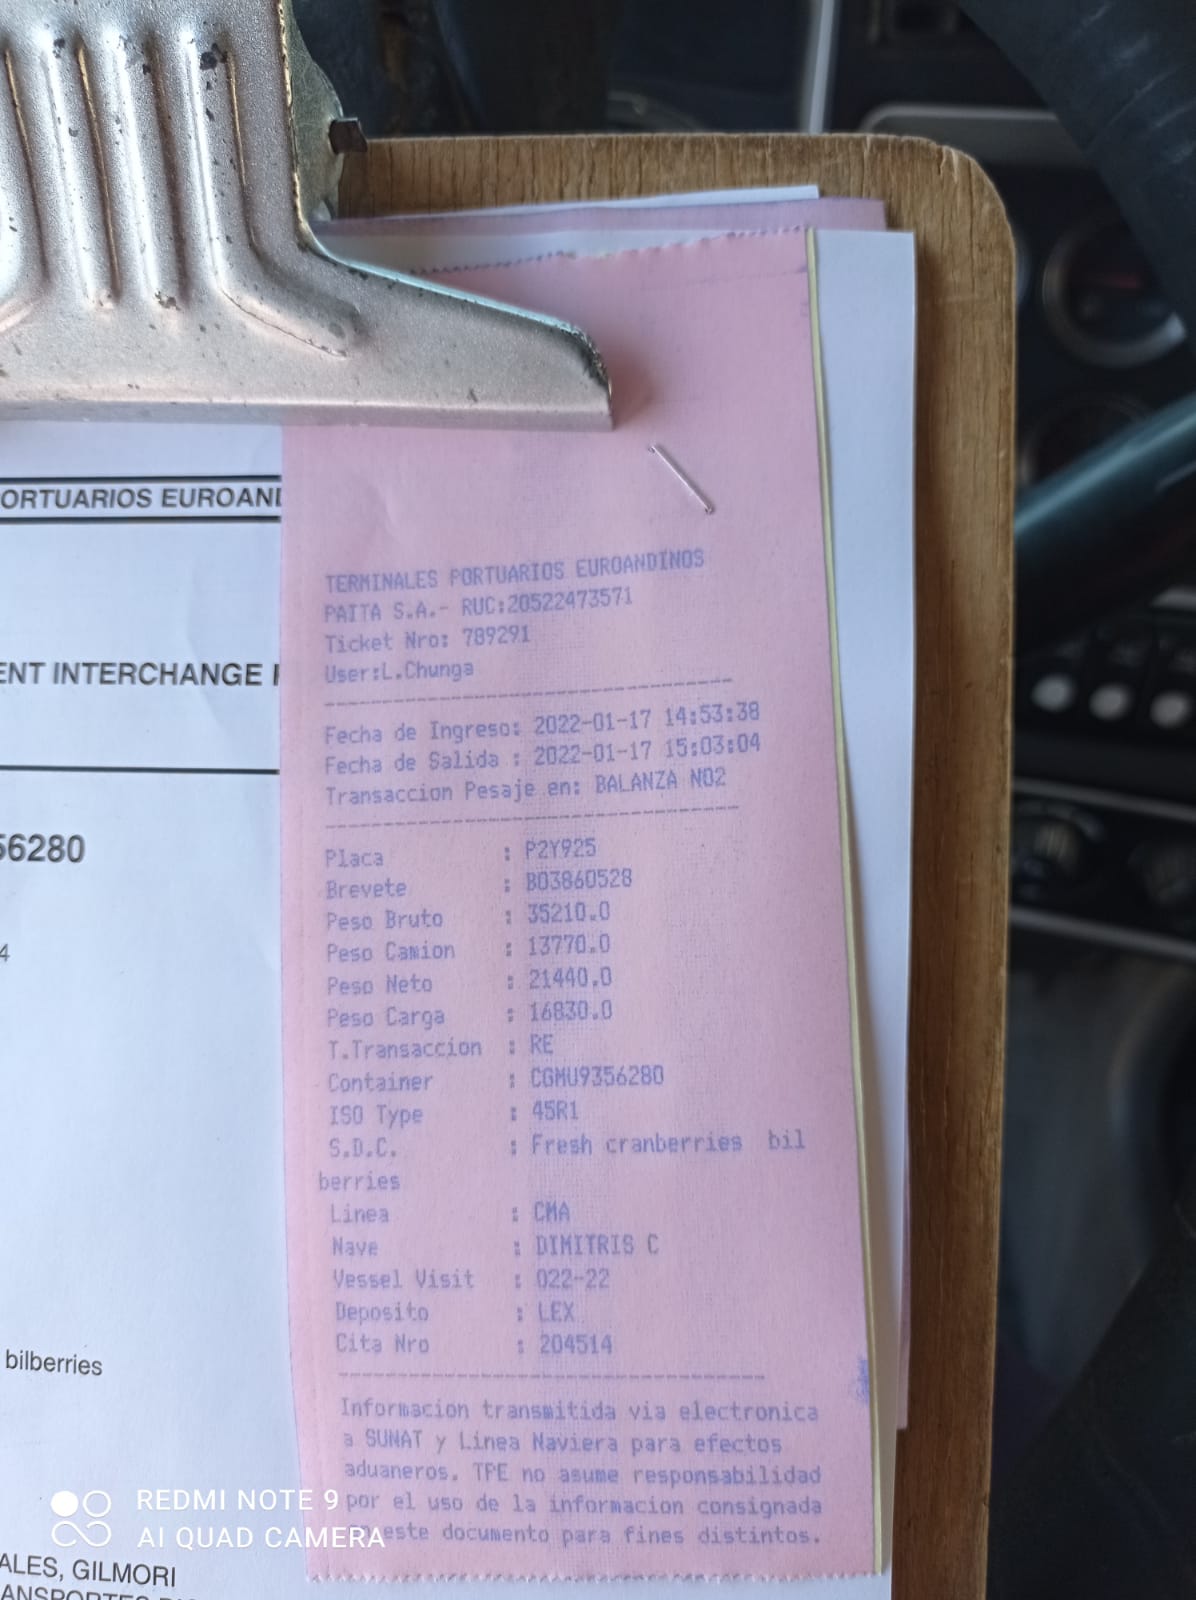 ORTUARIOS EUROAN
ENT INTERCHANGE
56280
4
bilberries
ALES, GILMORI
TERMINALES PORTUARIOS EUROANDINOS
PAITA S.A.- RUC:20522473571
Ticket Nro: 789291
User:L.Chunga
Fecha de Ingreso: 2022-01-17 14:53:38
Fecha de Salida : 2022-01-17 15:03:04
Transaccion Pesaje en: BALANZA NO2
Placa : P2Y925
Brevete : B03860528
Peso Bruto : 35210.0
Peso Camion : 13770.0
Peso Neto : 21440.0
Peso Carga : 16830.0
T.Transaccion : RE
Container : CGMU9356280
ISO Type : 45R1
S.D.C. : Fresh cranberries bil
berries
Linea : CMA
Nave : DIMITRIS C
Vessel Visit : 022-22
Deposito : LEX
Cita Nro : 204514
Informacion transmitida via electronica
a SUNAT y Linea Naviera para efectos
aduaneros. TPE no asume responsabilidad
por el uso de la informacion consignada
este documento para fines distintos.
REDMI NOTE 9
AI QUAD CAMERA